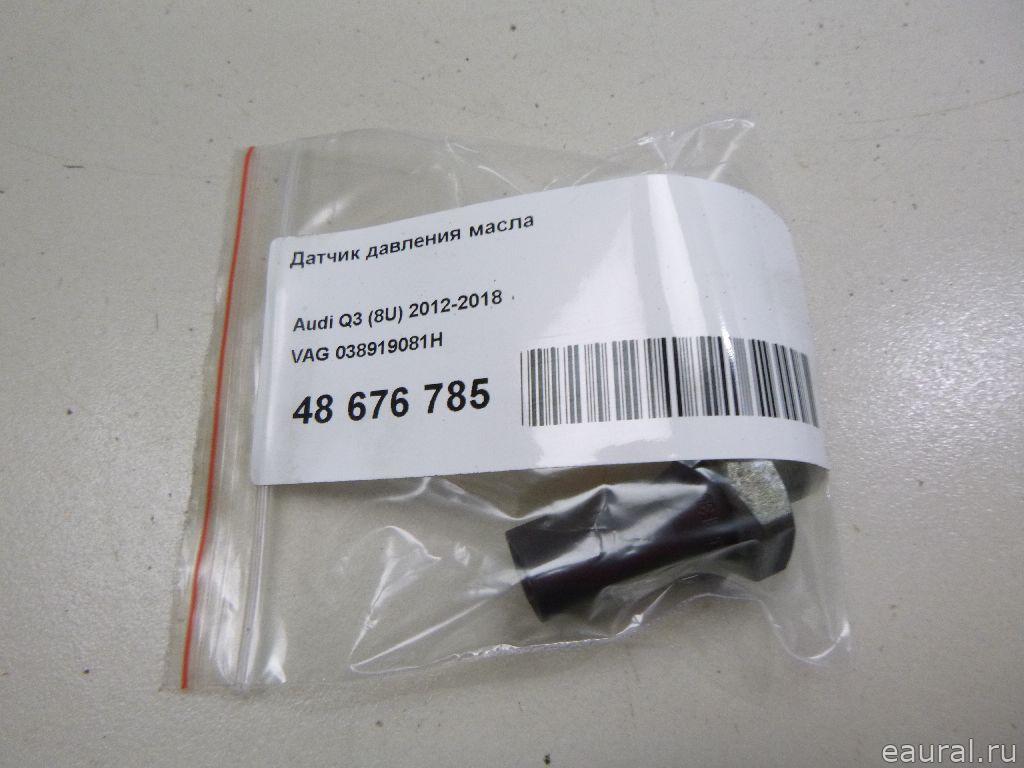 Датчик давления масла
Audi Q3 (8U) 2012-2018
VAG 038919081H
48 676 785
eaural.ru